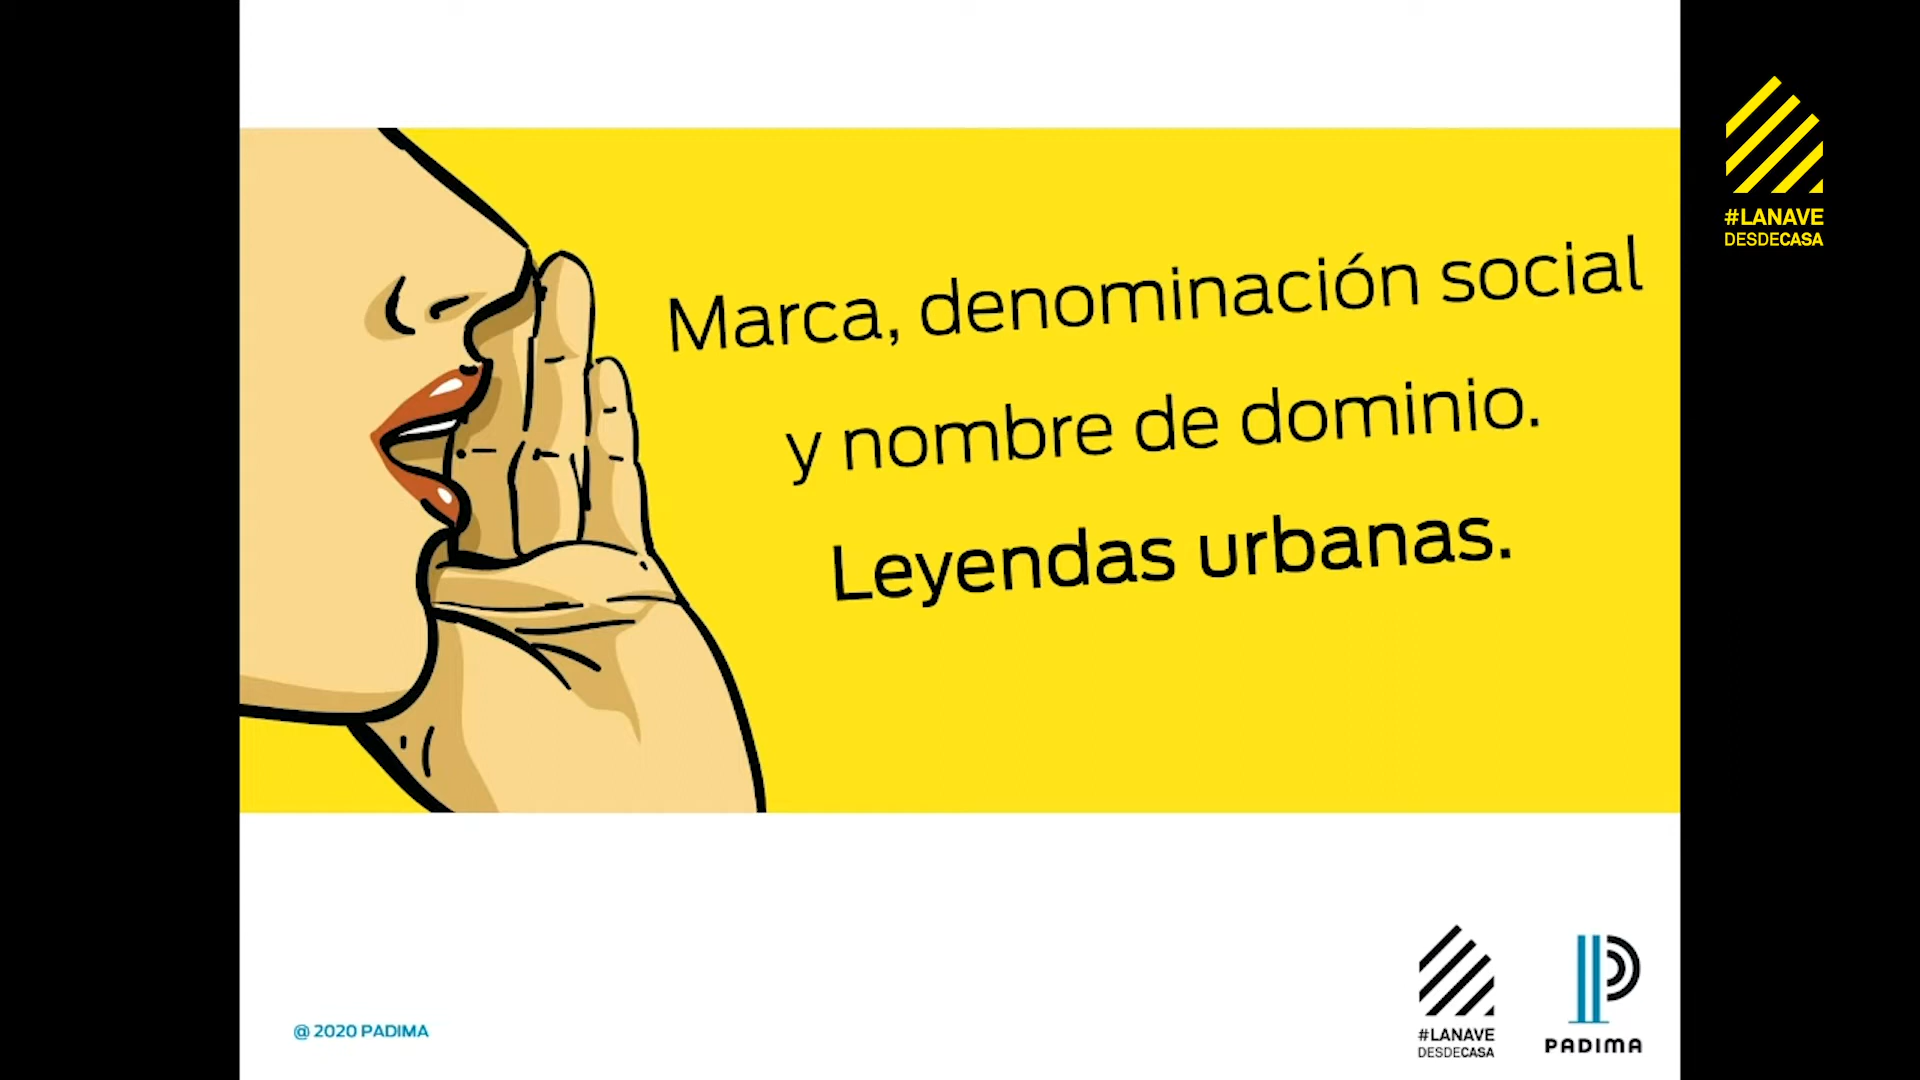 #LANAVE
DESDECASA
Marca, denominación social
y nombre de dominio.
Leyendas urbanas.
@ 2020 PADIMA
#LANAVE
DESDECASA
PADIMA